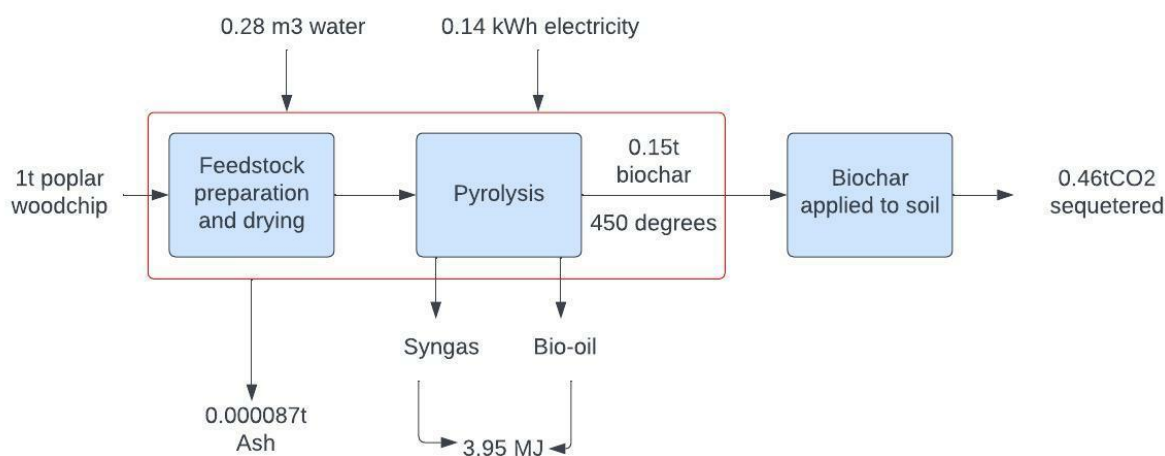 0.28 m3 water
0.14 kWh electricity
1t poplar
woodchip
Feedstock
preparation
and drying
Pyrolysis
0.15t
biochar
450 degrees
Biochar
applied to soil
0.46tCO2
sequetered
Syngas
Bio-oil
0.000087t
Ash
3.95 MJ